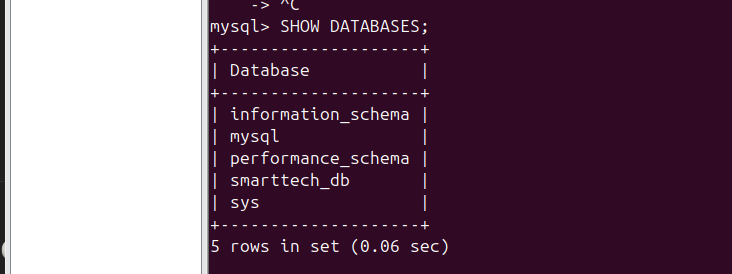 -> ^C
mysql> SHOW DATABASES;
+--------------------+
| Database           |
+--------------------+
| information_schema |
| mysql              |
| performance_schema |
| smarttech_db       |
| sys                |
+--------------------+
5 rows in set (0.06 sec)